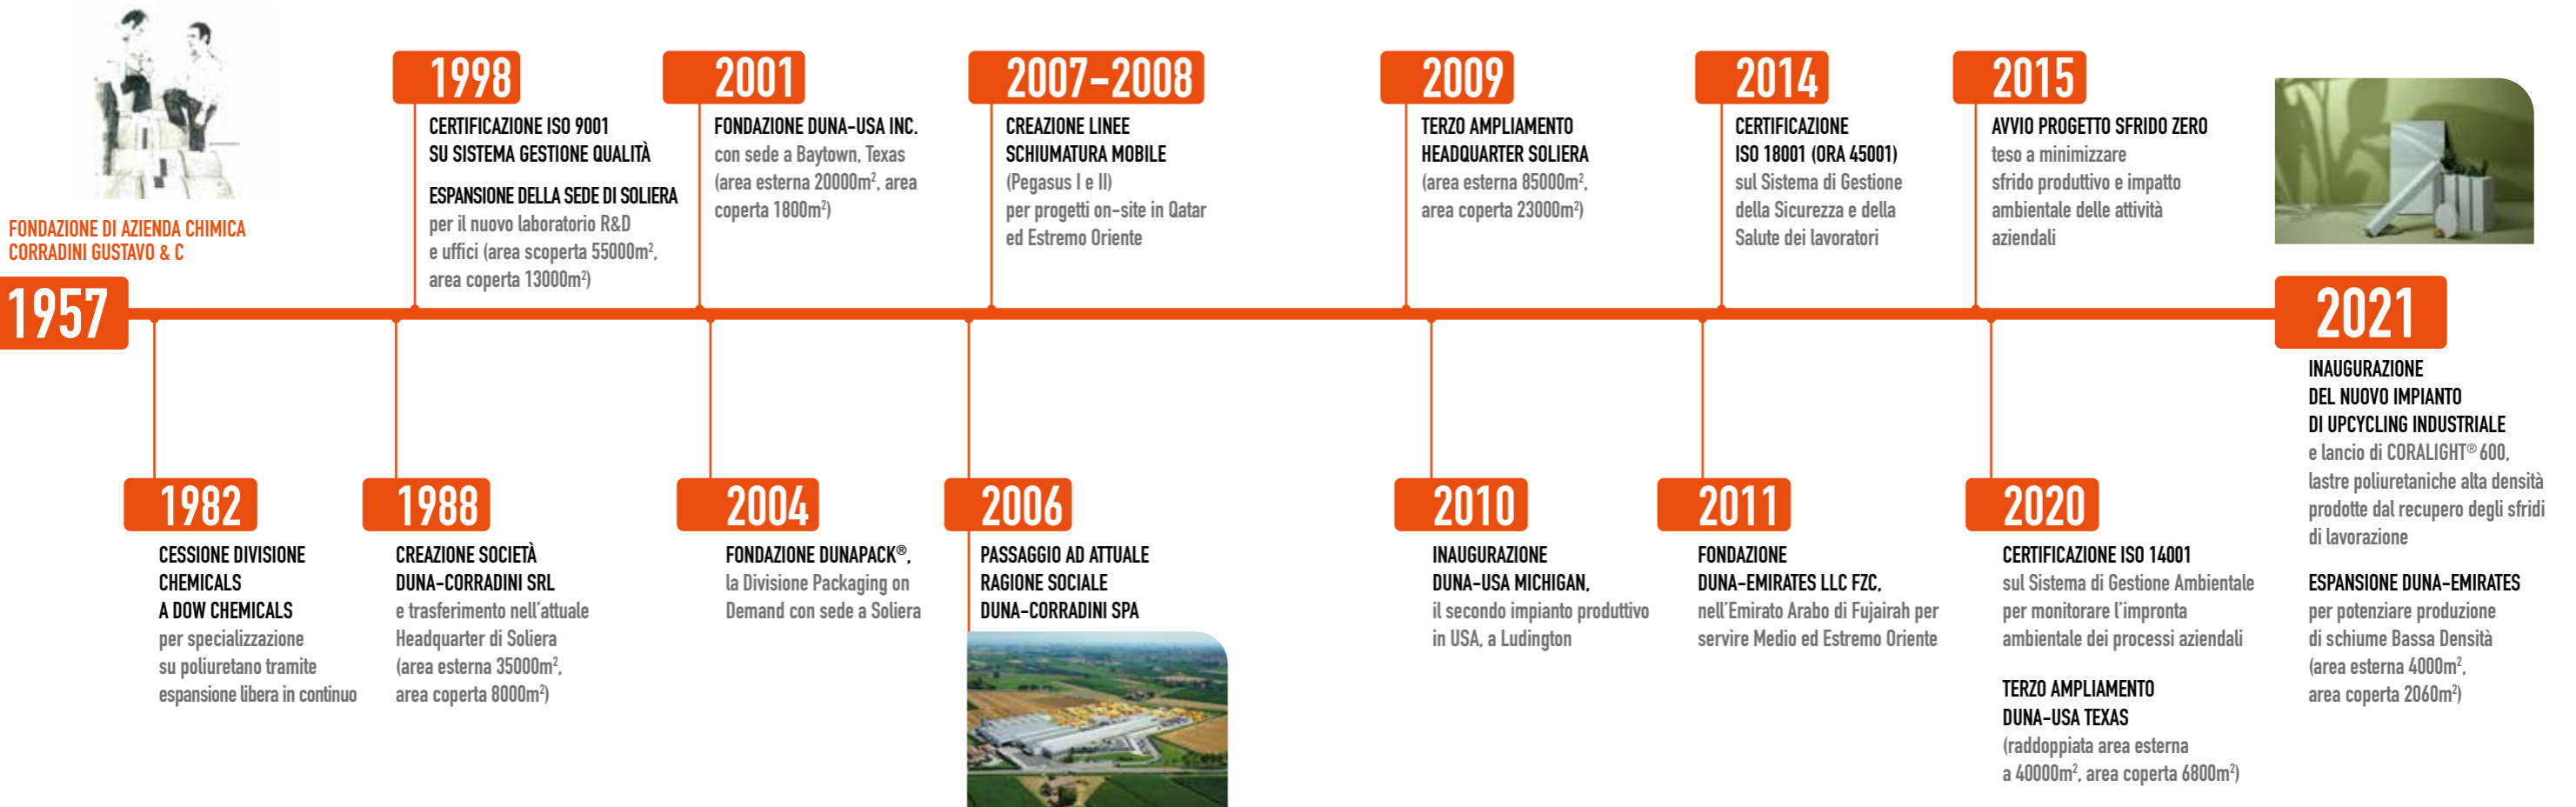 FONDAZIONE DI AZIENDA CHIMICA
CORRADINI GUSTAVO & C
1957
1982
CESSIONE DIVISIONE
CHEMICALS
A DOW CHEMICALS
per specializzazione
su poliuretano tramite
espansione libera in continuo
1988
CREAZIONE SOCIETÀ
DUNA-CORRADINI SRL
e trasferimento nell'attuale
Headquarter di Soliera
(area esterna 35000m²,
area coperta 8000m²)
1998
CERTIFICAZIONE ISO 9001
SU SISTEMA GESTIONE QUALITÀ
ESPANSIONE DELLA SEDE DI SOLIERA
per il nuovo laboratorio R&D
e uffici (area scoperta 55000m²,
area coperta 13000m²)
2001
FONDAZIONE DUNA-USA INC.
con sede a Baytown, Texas
(area esterna 20000m², area
coperta 1800m²)
2004
FONDAZIONE DUNAPACK®,
la Divisione Packaging on
Demand con sede a Soliera
2006
PASSAGGIO AD ATTUALE
RAGIONE SOCIALE
DUNA-CORRADINI SPA
2007-2008
CREAZIONE LINEE
SCHIUMATURA MOBILE
(Pegasus I e II)
per progetti on-site in Qatar
ed Estremo Oriente
2009
TERZO AMPLIAMENTO
HEADQUARTER SOLIERA
(area esterna 85000m²,
area coperta 23000m²)
2010
INAUGURAZIONE
DUNA-USA MICHIGAN,
il secondo impianto produttivo
in USA, a Ludington
2011
FONDAZIONE
DUNA-EMIRATES LLC FZC,
nell'Emirato Arabo di Fujairah per
servire Medio ed Estremo Oriente
2014
CERTIFICAZIONE
ISO 18001 (ORA 45001)
sul Sistema di Gestione
della Sicurezza e della
Salute dei lavoratori
2015
AVVIO PROGETTO SFRIDO ZERO
teso a minimizzare
sfrido produttivo e impatto
ambientale delle attività
aziendali
2020
CERTIFICAZIONE ISO 14001
sul Sistema di Gestione Ambientale
per monitorare l'impronta
ambientale dei processi aziendali
TERZO AMPLIAMENTO
DUNA-USA TEXAS
(raddoppiata area esterna
a 40000m², area coperta 6800m²)
2021
INAUGURAZIONE
DEL NUOVO IMPIANTO
DI UPCYCLING INDUSTRIALE
e lancio di CORALIGHT® 600,
lastre poliuretaniche alta densità
prodotte dal recupero degli sfridi
di lavorazione
ESPANSIONE DUNA-EMIRATES
per potenziare produzione
di schiume Bassa Densità
(area esterna 4000m²,
area coperta 2060m²)